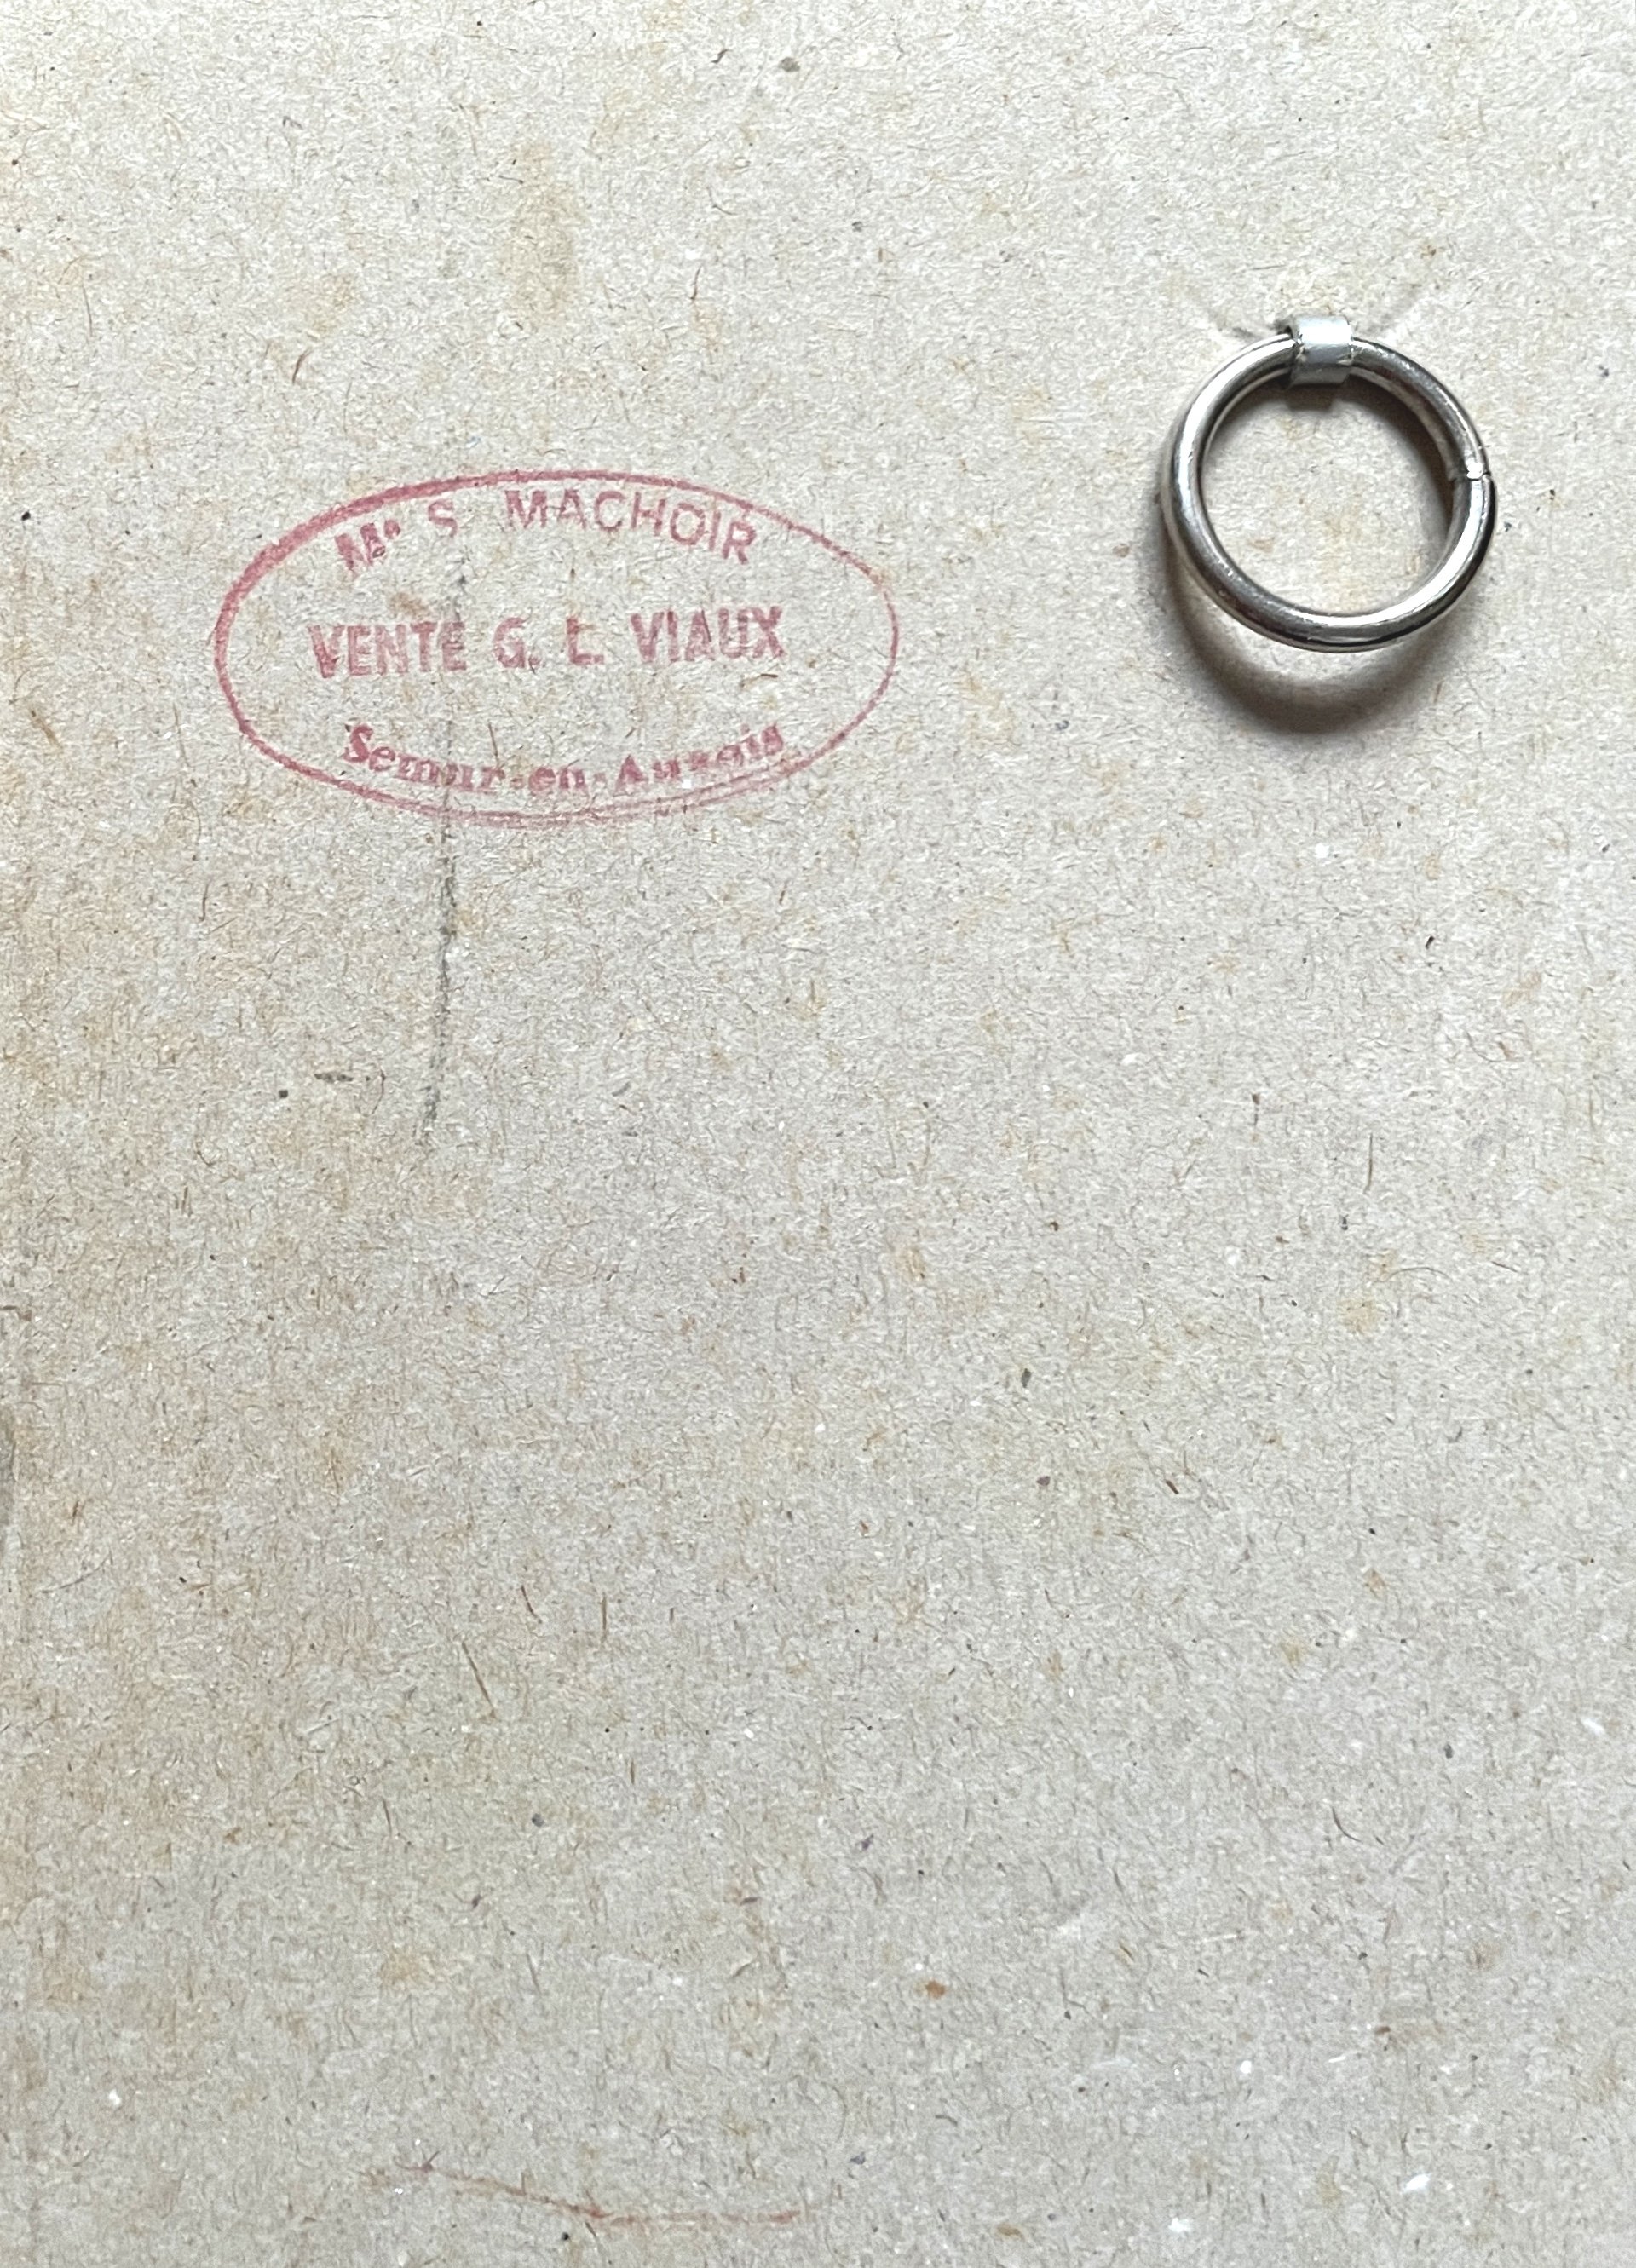 Me S. MACHOIR
VENTE G. L. VIAUX
Semur-en-Auxois